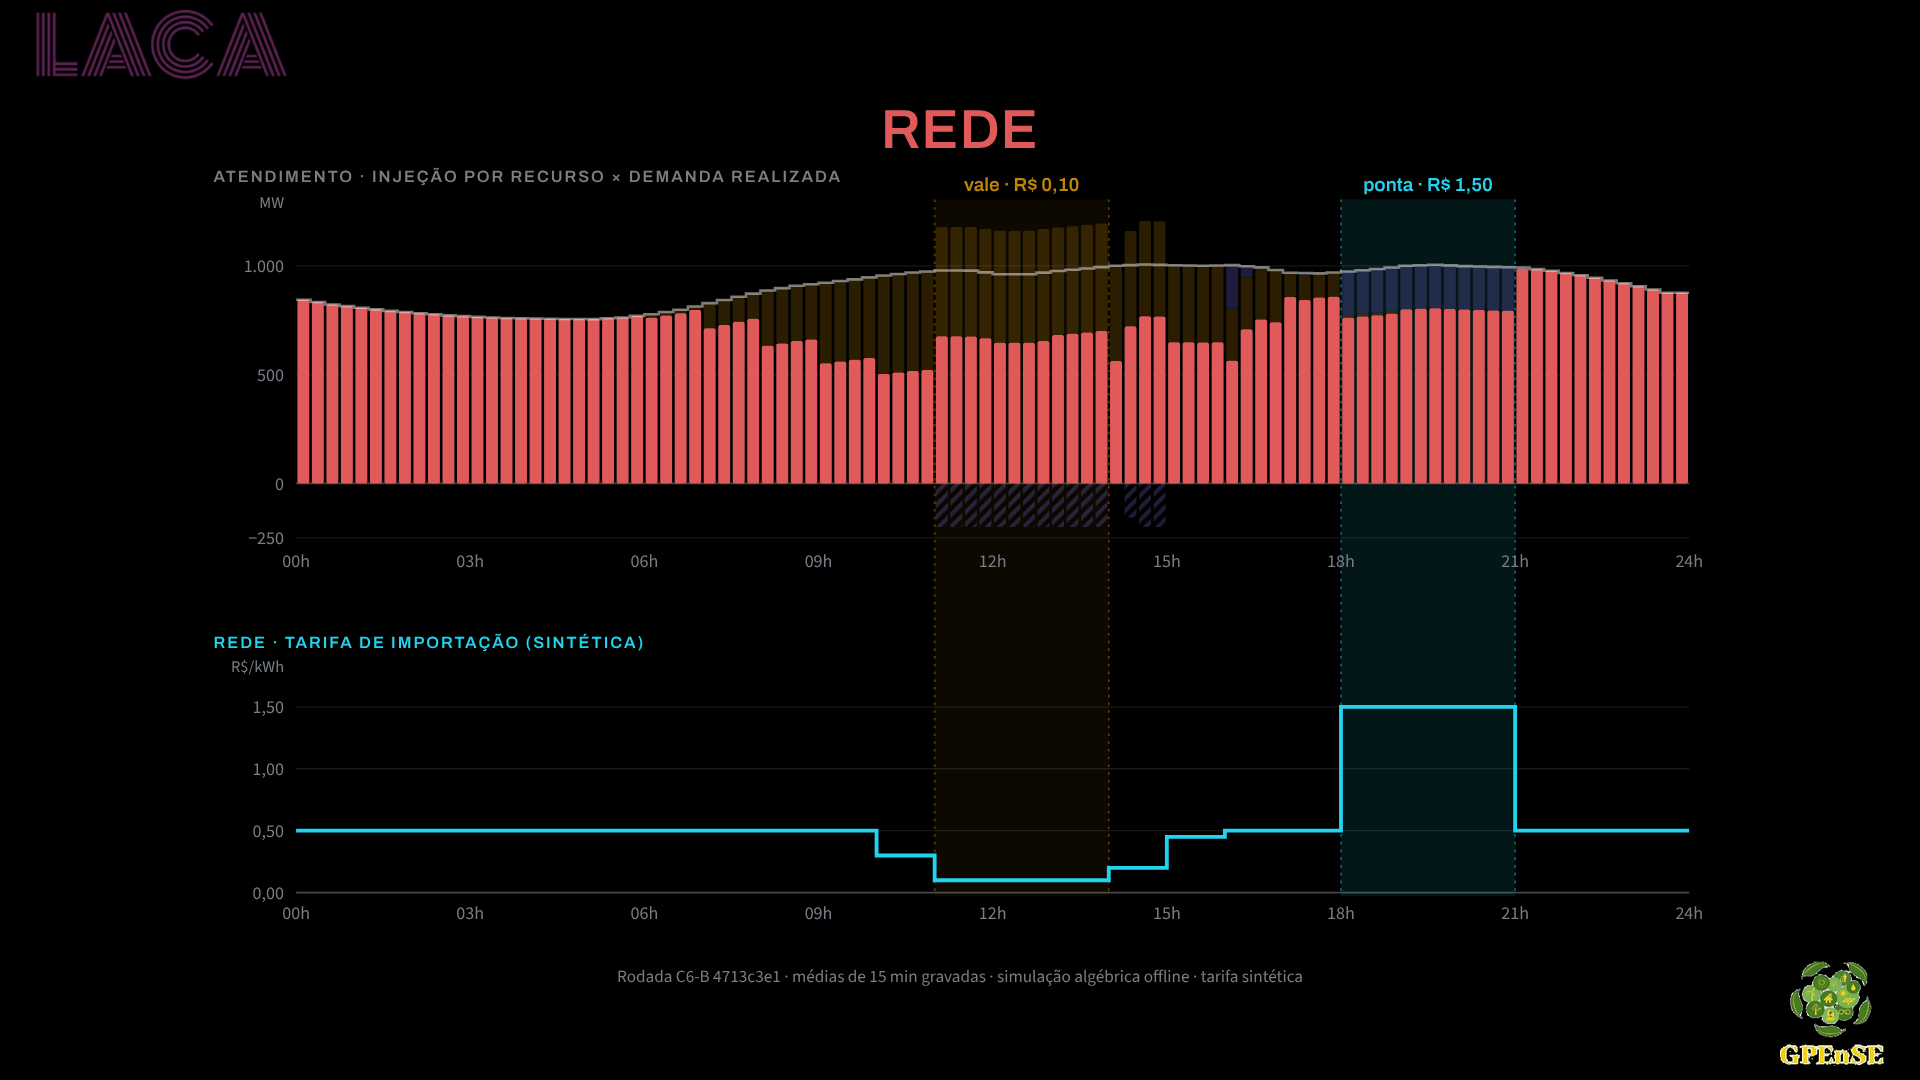 LACA
REDE
ATENDIMENTO · INJEÇÃO POR RECURSO × DEMANDA REALIZADA
vale · R$ 0,10
ponta · R$ 1,50
MW
1.000
500
0
−250
00h 03h 06h 09h 12h 15h 18h 21h 24h
REDE · TARIFA DE IMPORTAÇÃO (SINTÉTICA)
R$/kWh
1,50
1,00
0,50
0,00
00h 03h 06h 09h 12h 15h 18h 21h 24h
Rodada C6-B 4713c3e1 · médias de 15 min gravadas · simulação algébrica offline · tarifa sintética
GPEnSE